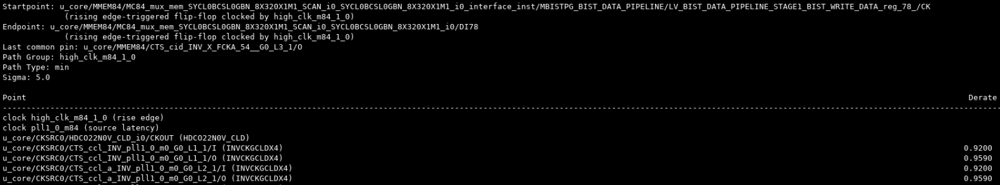 Startpoint: u_core/MMEM84/MC84_mux_mem_SYCL0BCSL0GBN_8X320X1M1_SCAN_i0_SYCL0BCSL0GBN_8X320X1M1_i0_interface_inst/MBISTPG_BIST_DATA_PIPELINE/LV_BIST_DATA_PIPELINE_STAGE1_BIST_WRITE_DATA_reg_78_/CK
(rising edge-triggered flip-flop clocked by high_clk_m84_1_0)
Endpoint: u_core/MMEM84/MC84_mux_mem_SYCL0BCSL0GBN_8X320X1M1_SCAN_i0_SYCL0BCSL0GBN_8X320X1M1_i0/DI78
(rising edge-triggered flip-flop clocked by high_clk_m84_1_0)
Last common pin: u_core/MMEM84/CTS_cid_INV_X_FCKA_54__G0_L3_1/O
Path Group: high_clk_m84_1_0
Path Type: min
Sigma: 5.0
Point Derate
clock high_clk_m84_1_0 (rise edge)
clock pll1_0_m84 (source latency)
u_core/CKSRC0/HDCO22N0V_CLD_i0/CKOUT (HDCO22N0V_CLD)
u_core/CKSRC0/CTS_ccl_INV_pll1_0_m0_G0_L1_1/I (INVCKGCLDX4) 0.9200
u_core/CKSRC0/CTS_ccl_INV_pll1_0_m0_G0_L1_1/O (INVCKGCLDX4) 0.9590
u_core/CKSRC0/CTS_ccl_a_INV_pll1_0_m0_G0_L2_1/I (INVCKGCLDX4) 0.9200
u_core/CKSRC0/CTS_ccl_a_INV_pll1_0_m0_G0_L2_1/O (INVCKGCLDX4) 0.9590